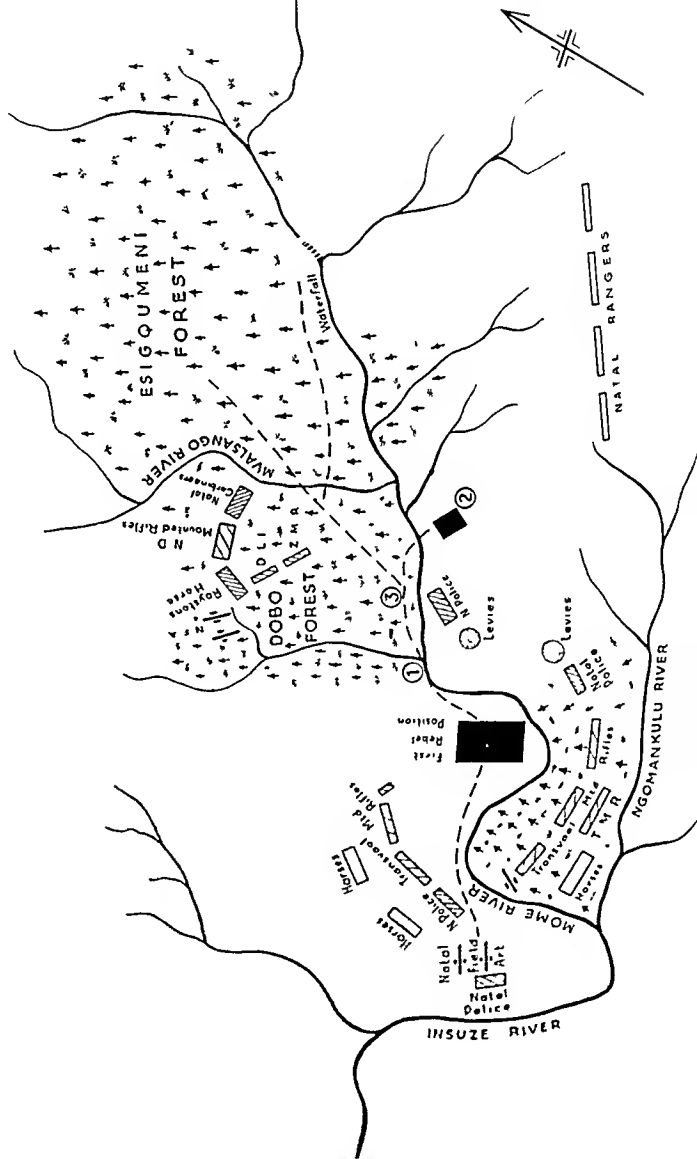 ESIGQUMENI
FOREST
Waterfall
MVALSANGO RIVER
Natal
Carbineers
N D
Mounted Rifles
Roystons
Horse
N F A
D L I
Z M R
DOBO
FOREST
①
②
③
N Police
Levies
Levies
Natal
Police
NATAL RANGERS
NGOMANKULU RIVER
First
Rebel
Position
Mtd
Rifles
Transvaal
Horses
Horses
N Police
Natal
Field
Art
Natal
Police
Rifles
Transvaal Mtd
T M R
Horses
MOME RIVER
INSUZE RIVER